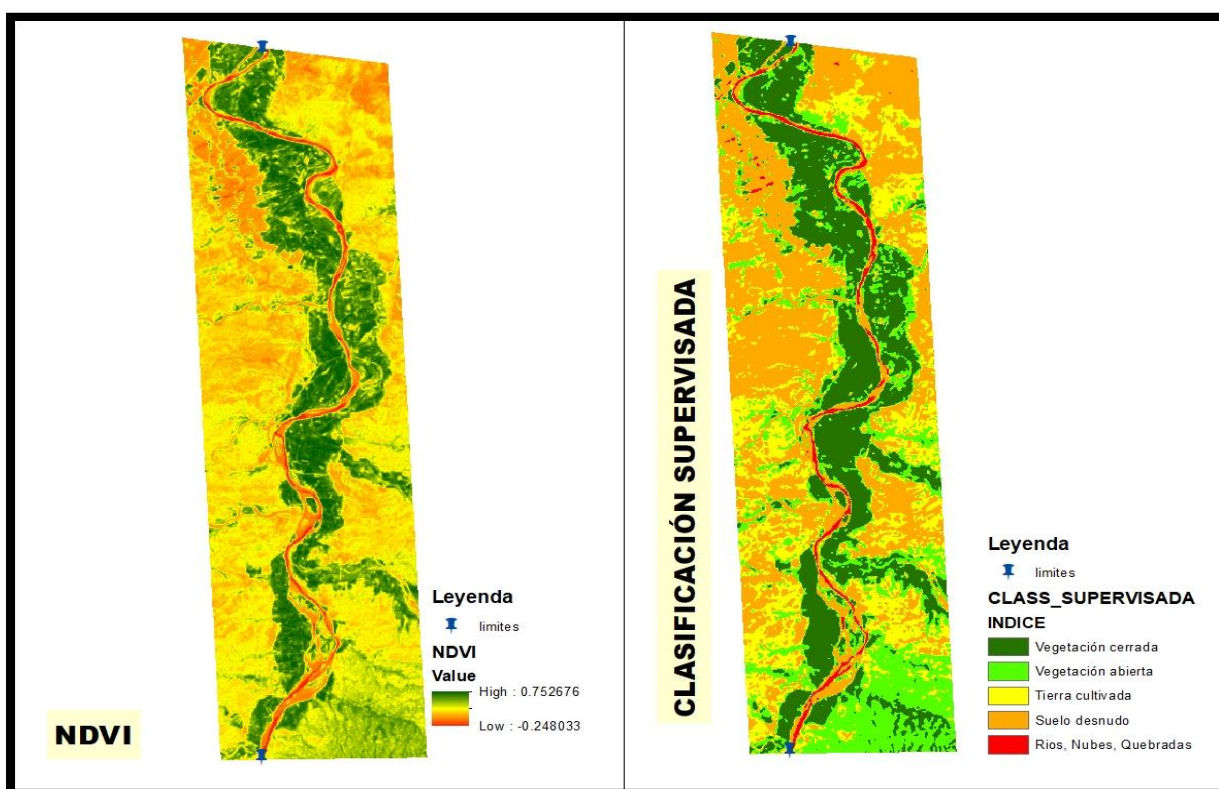 NDVI
Leyenda
limites
NDVI
Value
High : 0.752676
Low : -0.248033
CLASIFICACIÓN SUPERVISADA
Leyenda
limites
CLASS_SUPERVISADA
INDICE
Vegetación cerrada
Vegetación abierta
Tierra cultivada
Suelo desnudo
Rios, Nubes, Quebradas